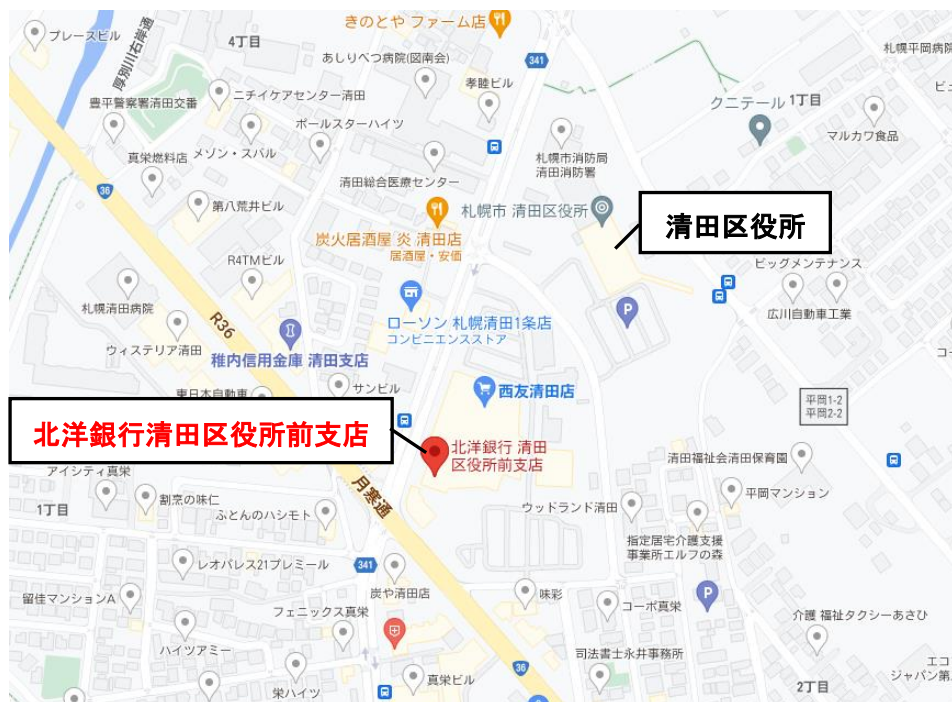 きのとや ファーム店
プレースビル
厚別川右岸通
4丁目
あしりべつ病院(図南会)
341
札幌平岡病院
孝睦ビル
ニチイケアセンター清田
豊平警察署清田交番
クニテール
1丁目
ポールスターハイツ
マルカワ食品
メゾン・スバル
真栄燃料店
札幌市消防局
清田消防署
清田総合医療センター
36
第八荒井ビル
札幌市 清田区役所
清田区役所
炭火居酒屋 炎 清田店
居酒屋・安価
R4TMビル
ビッグメンテナンス
札幌清田病院
広川自動車工業
P
R36
ローソン 札幌清田1条店
コンビニエンスストア
ウィステリア清田
稚内信用金庫 清田支店
サンビル
西友清田店
東日本自動車
平岡1-2
平岡2-2
北洋銀行清田区役所前支店
北洋銀行 清田
区役所前支店
清田福祉会清田保育園
アイシティ真栄
平岡マンション
割烹の味仁
月寒通
1丁目
ふとんのハシモト
ウッドランド清田
指定居宅介護支援
事業所エルフの森
レオパレス21プレミール
341
炭や清田店
味彩
P
留佳マンションA
フェニックス真栄
コーポ真栄
介護 福祉タクシーあさひ
ハイツアミー
司法書士永井事務所
36
エコ
ジャパン第
真栄ビル
2丁目
栄ハイツ